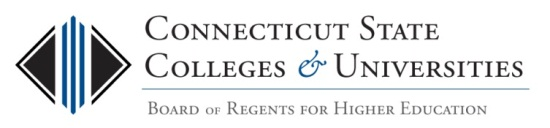 Connecticut State
Colleges & Universities
Board of Regents for Higher Education